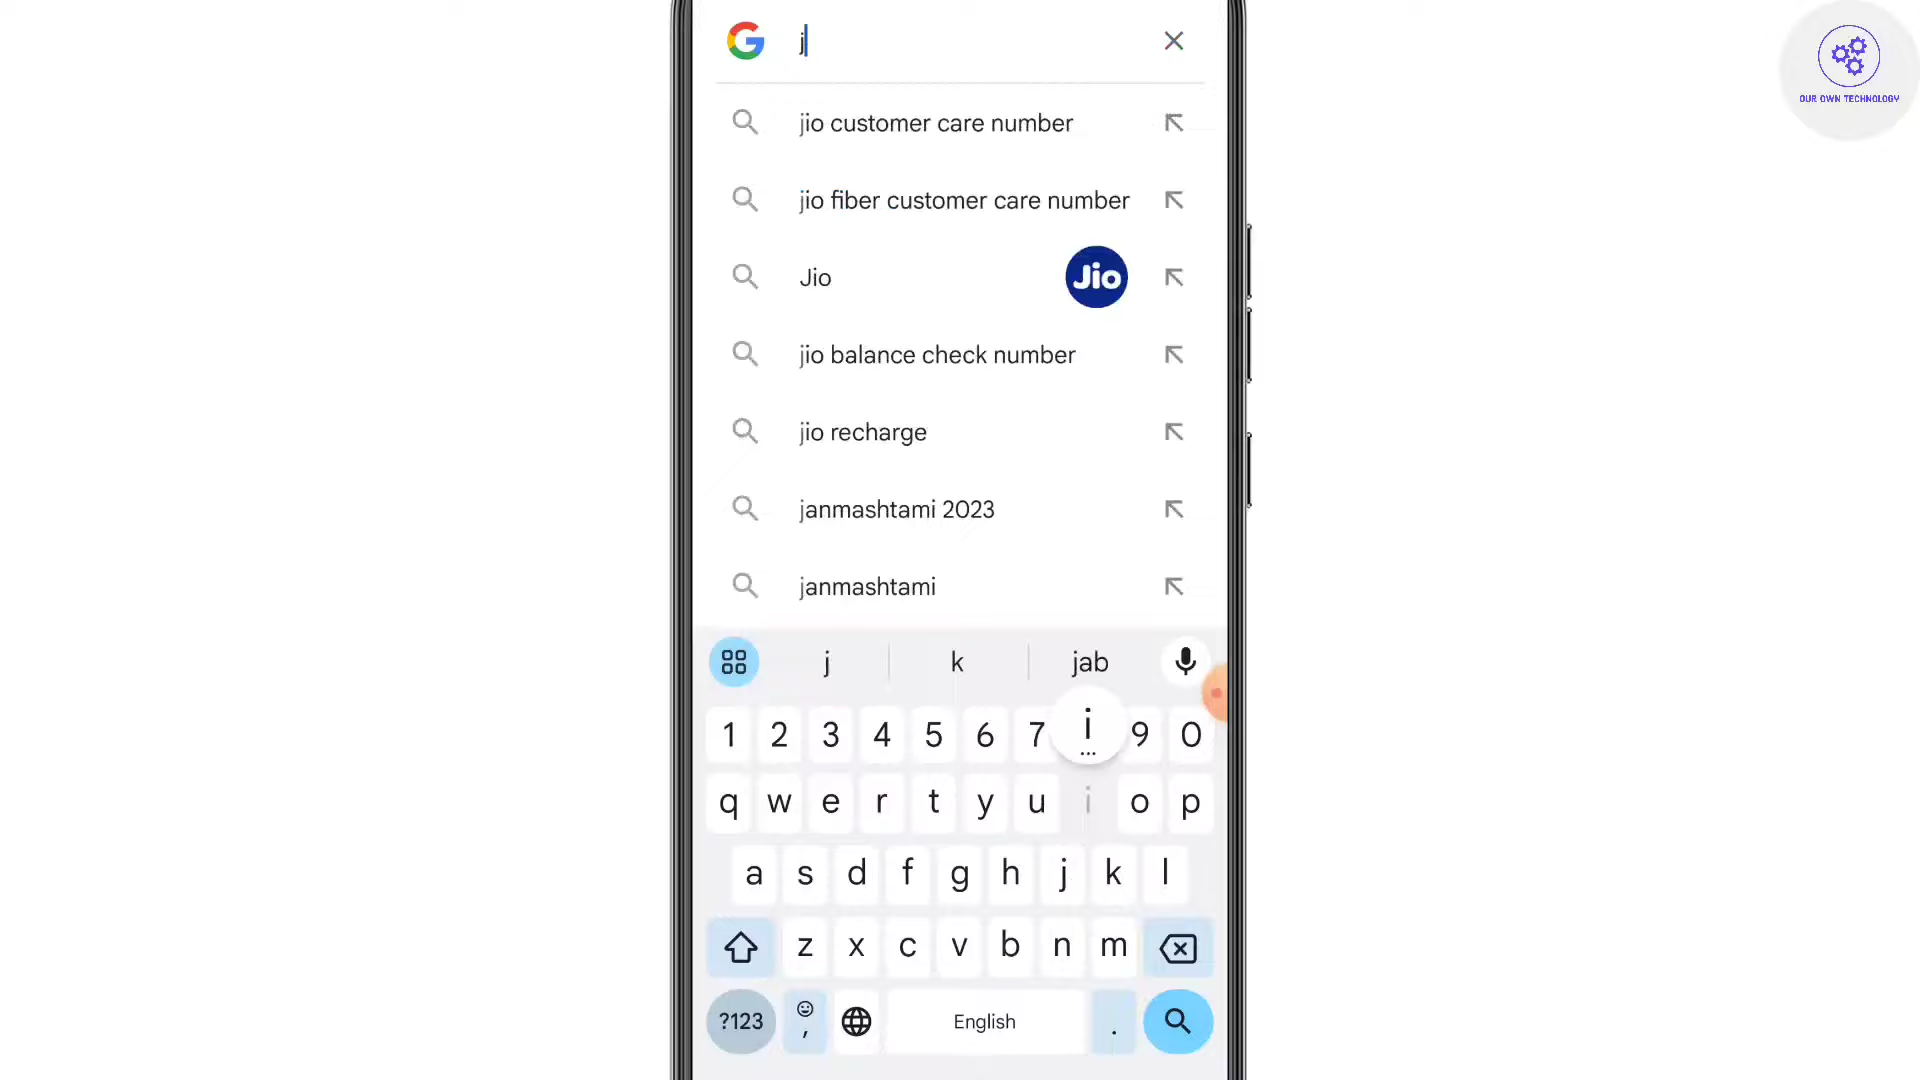 j
OUR OWN TECHNOLOGY
jio customer care number
jio fiber customer care number
Jio
Jio
jio balance check number
jio recharge
janmashtami 2023
janmashtami
j k jab
1 2 3 4 5 6 7 i 9 0
...
q w e r t y u i o p
a s d f g h j k l
z x c v b n m
?123 , English .